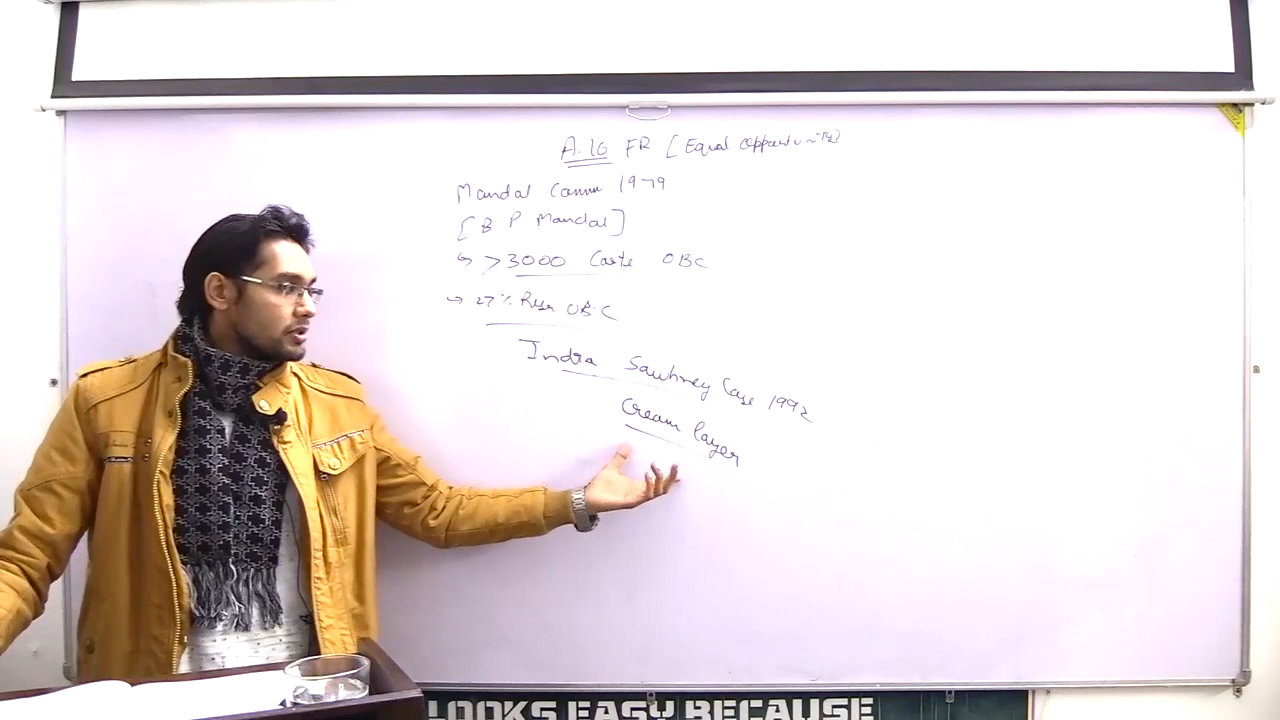 A.16 FR [Equal Opportunity]
Mandal Comm 1979
[B P Mandal]
↳ >3000 Caste OBC
→ 27% Resr OBC
Indra Sawhney Case 1992
Cream layer
LOOKS EASY BECAUSE